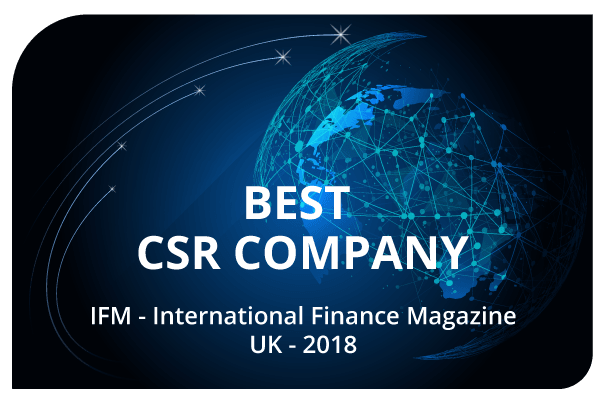 BEST
CSR COMPANY
IFM - International Finance Magazine
UK - 2018